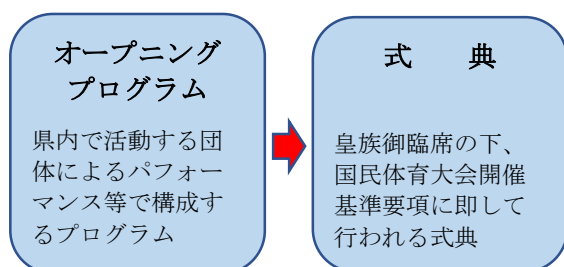 オープニング
プログラム
県内で活動する団
体によるパフォー
マンス等で構成す
るプログラム
式　　典
皇族御臨席の下、
国民体育大会開催
基準要項に即して
行われる式典